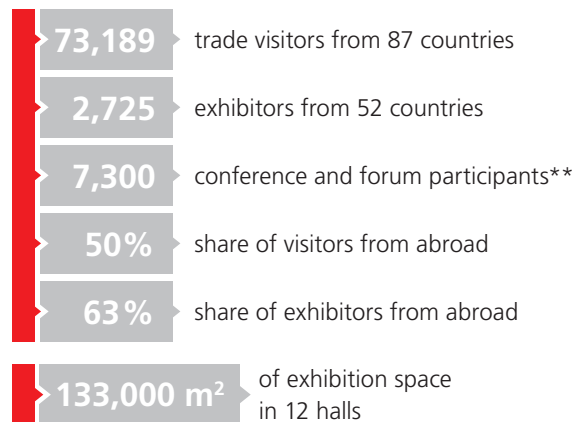 73,189 trade visitors from 87 countries
2,725 exhibitors from 52 countries
7,300 conference and forum participants**
50% share of visitors from abroad
63% share of exhibitors from abroad
133,000 m² of exhibition space
in 12 halls